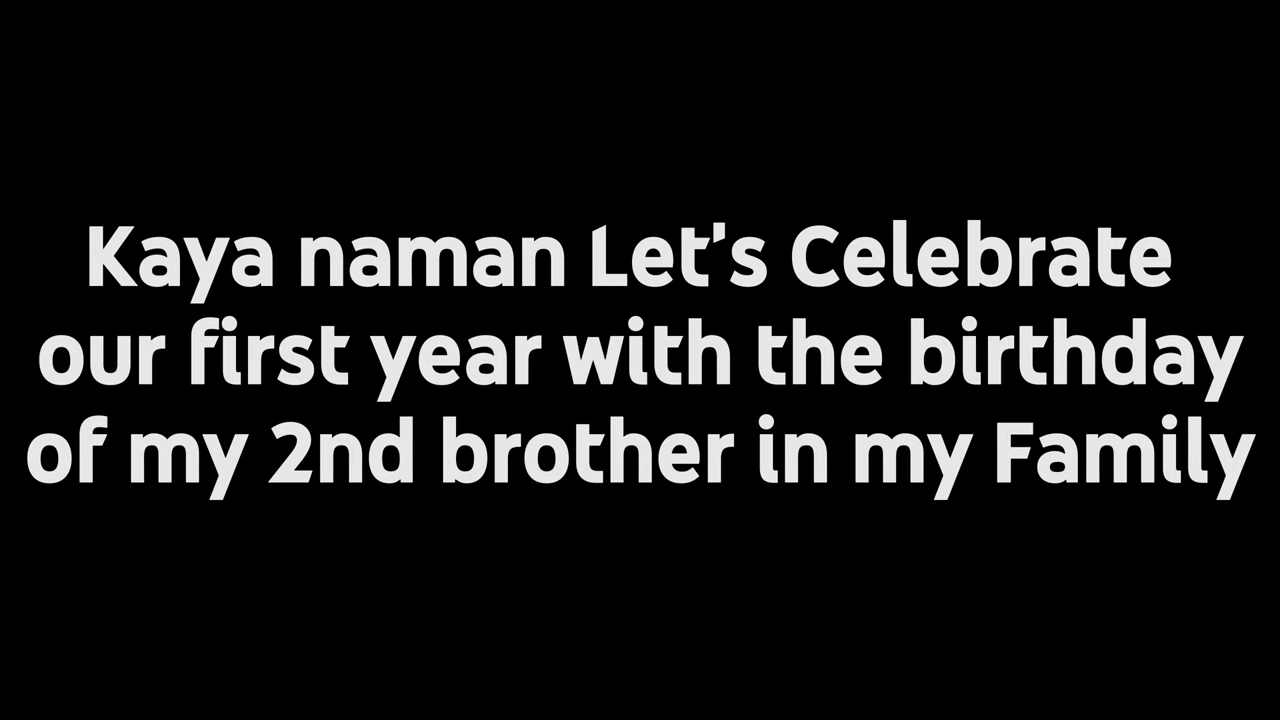 Kaya naman Let's Celebrate
our first year with the birthday
of my 2nd brother in my Family